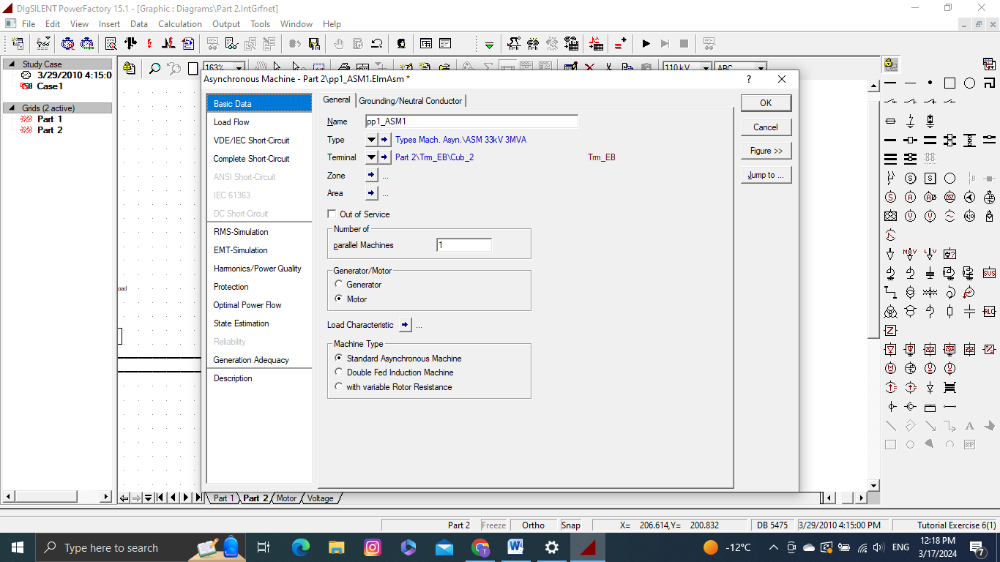 DIgSILENT PowerFactory 15.1 - [Graphic : Diagrams\Part 2.IntGrfnet]
File Edit View Insert Data Calculation Output Tools Window Help
163% 110 kV ABC
Study Case
3/29/2010 4:15:0
Case1
Grids (2 active)
Part 1
Part 2
oad
Asynchronous Machine - Part 2\pp1_ASM1.ElmAsm *
?
Basic Data
Load Flow
VDE/IEC Short-Circuit
Complete Short-Circuit
ANSI Short-Circuit
IEC 61363
DC Short-Circuit
RMS-Simulation
EMT-Simulation
Harmonics/Power Quality
Protection
Optimal Power Flow
State Estimation
Reliability
Generation Adequacy
Description
General Grounding/Neutral Conductor
Name pp1_ASM1
Type Types Mach. Asyn.\ASM 33kV 3MVA
Terminal Part 2\Trm_EB\Cub_2 Trm_EB
Zone ...
Area ...
Out of Service
Number of
parallel Machines 1
Generator/Motor
Generator
Motor
Load Characteristic ...
Machine Type
Standard Asynchronous Machine
Double Fed Induction Machine
with variable Rotor Resistance
OK
Cancel
Figure >>
Jump to ...
SVS
RLC
BMP
Part 1 Part 2 Motor Voltage
Part 2 Freeze Ortho Snap X= 206.614,Y= 200.832 DB 5475 3/29/2010 4:15:00 PM Tutorial Exercise 6(1)
Type here to search
-12°C
ENG
12:18 PM
3/17/2024
7